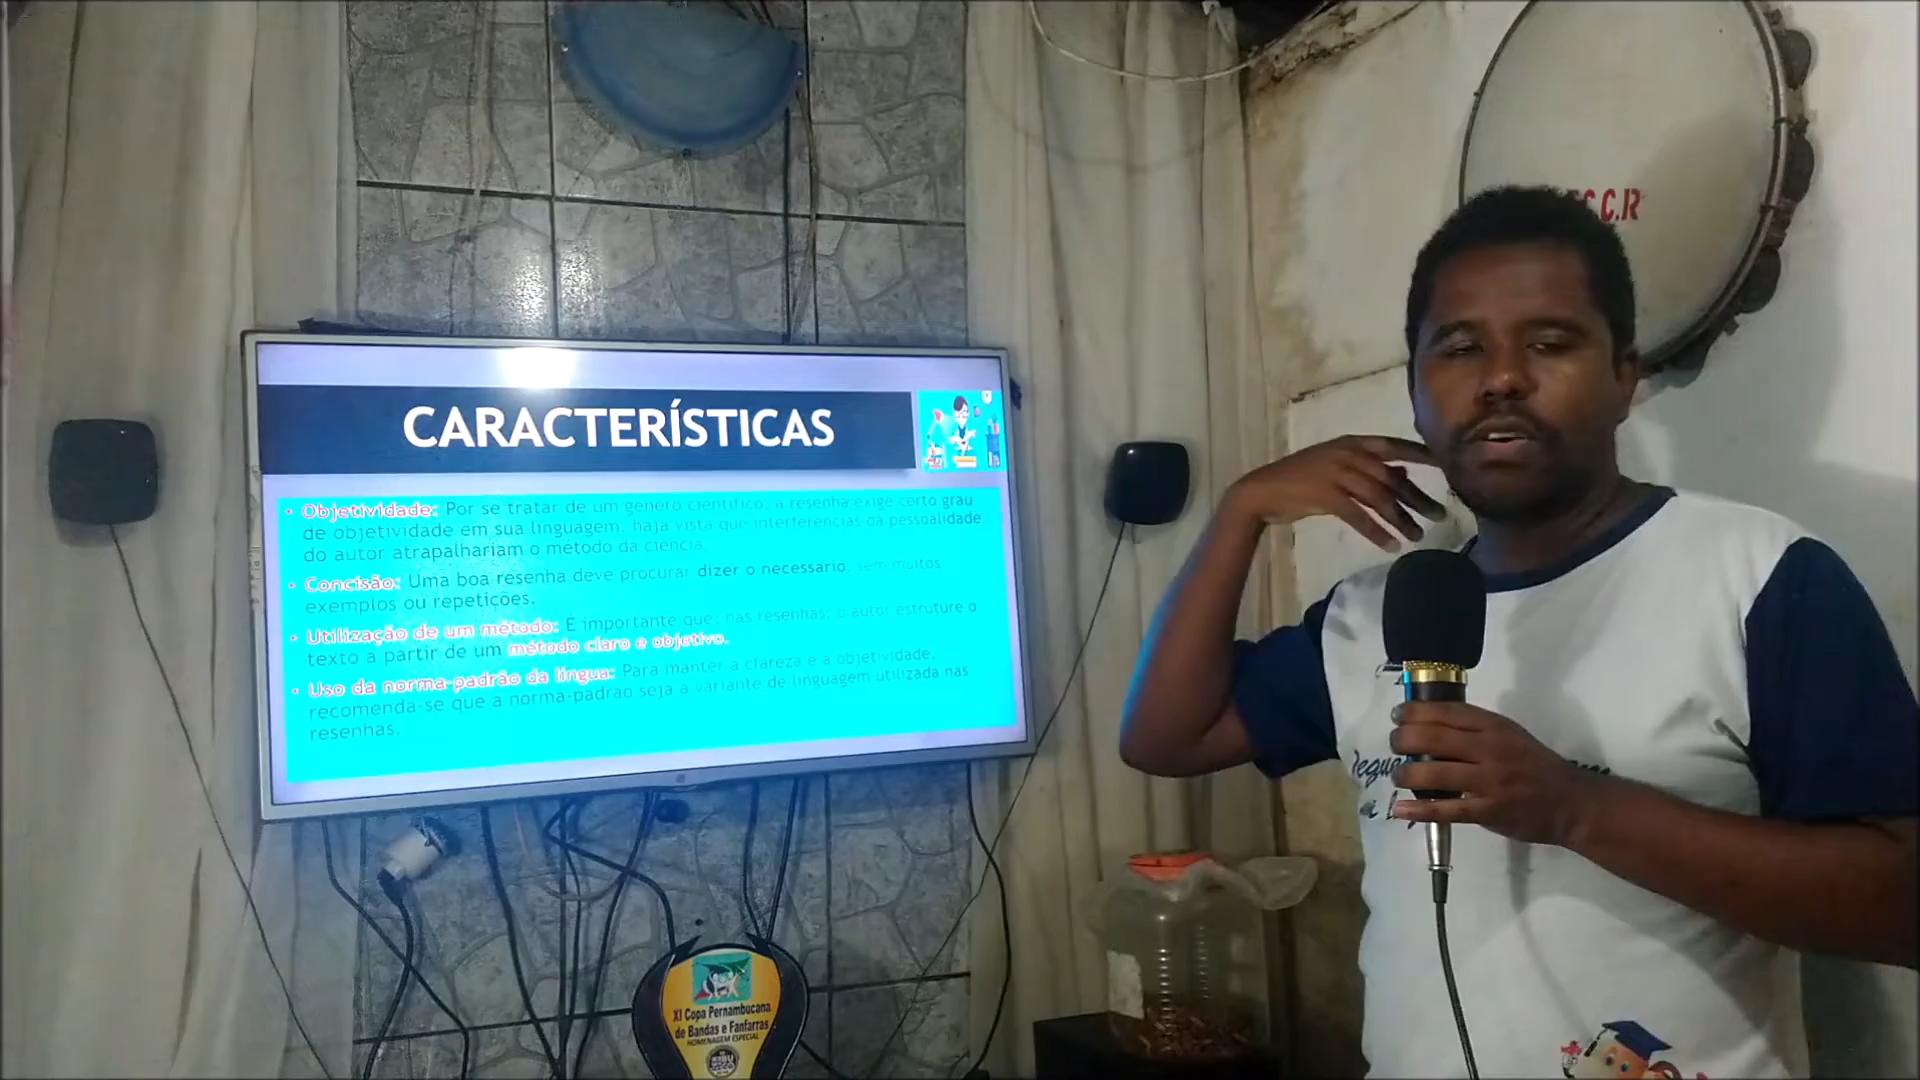 CARACTERÍSTICAS
• Objetividade: Por se tratar de um gênero científico, a resenha exige certo grau
de objetividade em sua linguagem, haja vista que interferências da pessoalidade
do autor atrapalhariam o método da ciência.
• Concisão: Uma boa resenha deve procurar dizer o necessário, sem muitos
exemplos ou repetições.
• Utilização de um método: É importante que, nas resenhas, o autor estruture o
texto a partir de um método claro e objetivo.
• Uso da norma-padrão da língua: Para manter a clareza e a objetividade,
recomenda-se que a norma-padrão seja a variante de linguagem utilizada nas
resenhas.
C.C.R
XI Copa Pernambucana
de Bandas e Fanfarras
HOMENAGEM ESPECIAL